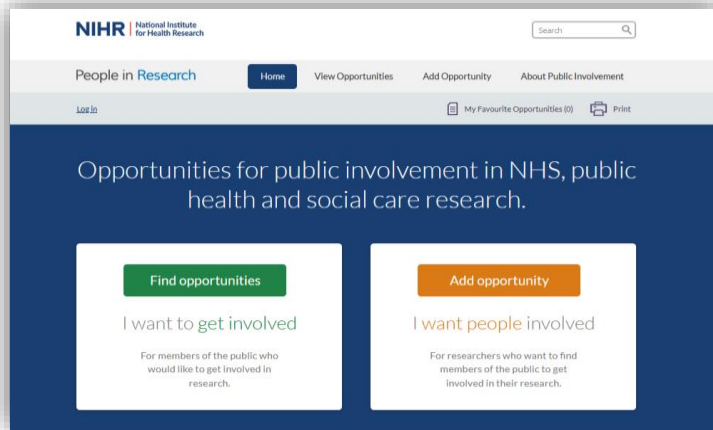 NIHR | National Institute
for Health Research
Search
People in Research
Home
View Opportunities
Add Opportunity
About Public Involvement
Log in
My Favourite Opportunities (0)
Print
Opportunities for public involvement in NHS, public
health and social care research.
Find opportunities
I want to get involved
For members of the public who
would like to get involved in
research.
Add opportunity
I want people involved
For researchers who want to find
members of the public to get
involved in their research.